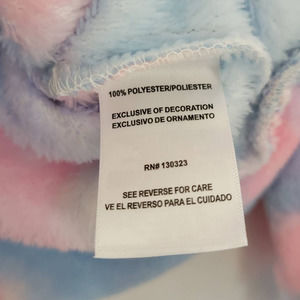 100% POLYESTER/POLIESTER
EXCLUSIVE OF DECORATION
EXCLUSIVO DE ORNAMENTO
RN# 130323
SEE REVERSE FOR CARE
VE EL REVERSO PARA EL CUIDADO